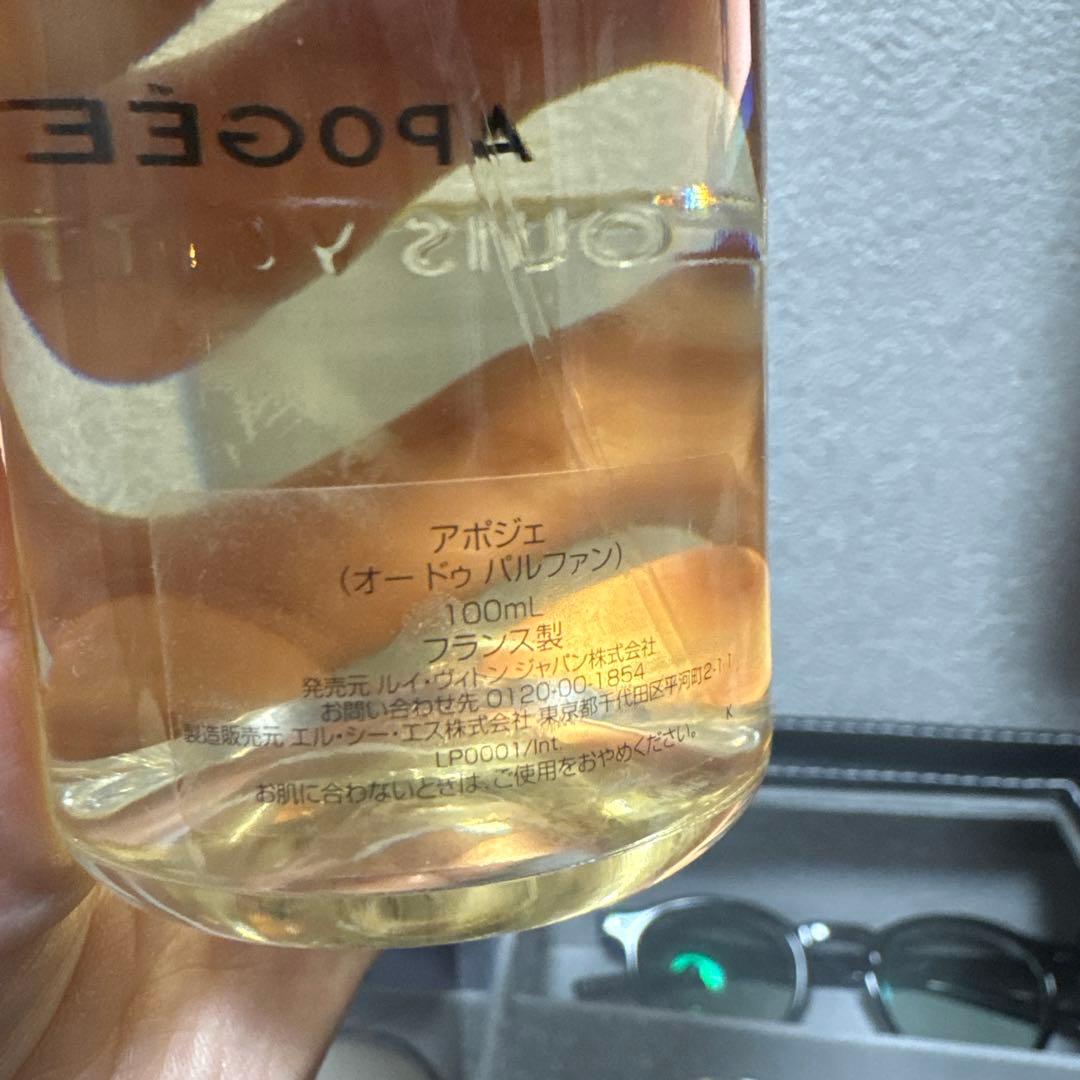 APOGÉE
LOUIS VUITTON
アポジェ
（オー ドゥ パルファン）
100mL
フランス製
発売元 ルイ・ヴィトン ジャパン株式会社
お問い合わせ先 0120-00-1854
製造販売元 エル・シー・エス株式会社 東京都千代田区平河町2-1-1
LP0001/Int.
K
お肌に合わないときは、ご使用をおやめください。